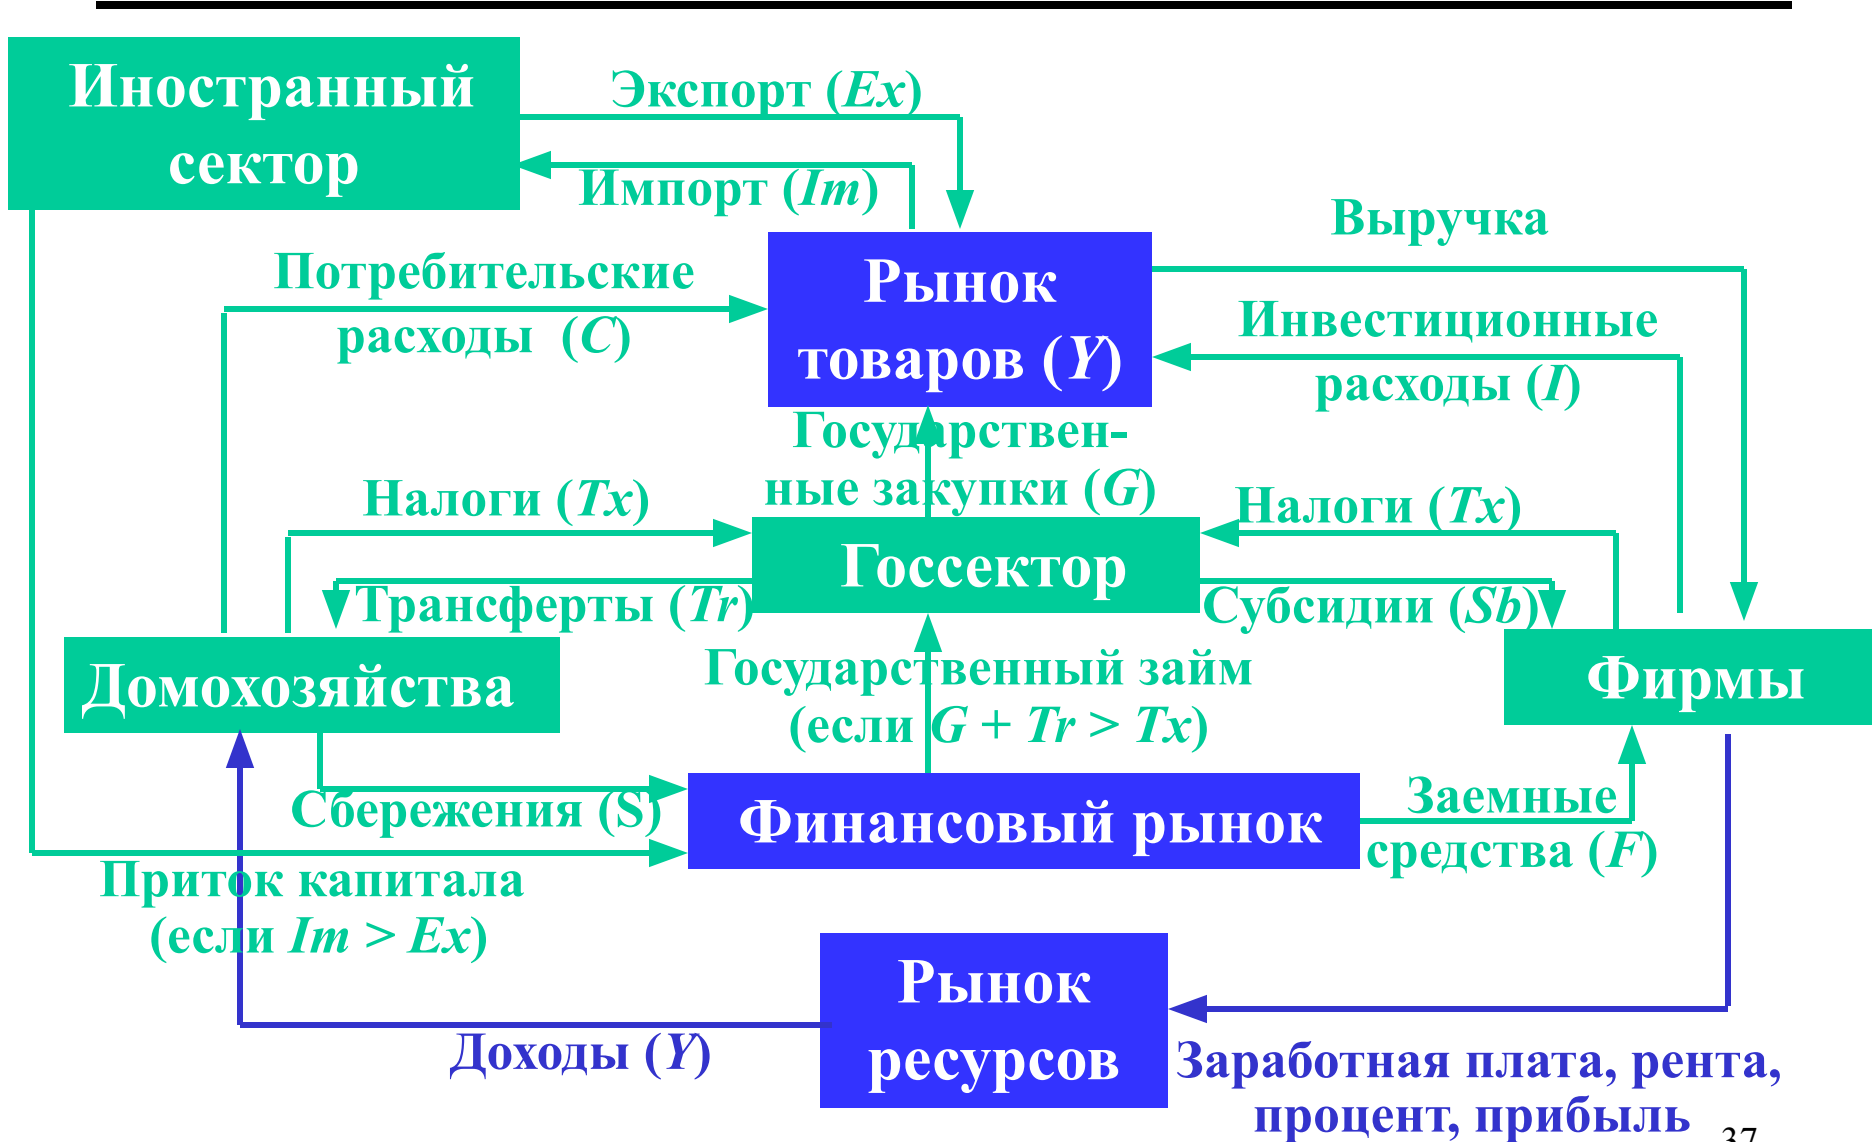 Иностранный
сектор
Экспорт (Ex)
Импорт (Im)
Выручка
Потребительские
расходы (C)
Рынок
товаров (Y)
Инвестиционные
расходы (I)
Государствен-
ные закупки (G)
Налоги (Tx)
Налоги (Tx)
Госсектор
Трансферты (Tr)
Субсидии (Sb)
Домохозяйства
Государственный займ
(если G + Tr > Tx)
Фирмы
Сбережения (S)
Финансовый рынок
Заемные
средства (F)
Приток капитала
(если Im > Ex)
Рынок
ресурсов
Доходы (Y)
Заработная плата, рента,
процент, прибыль
37